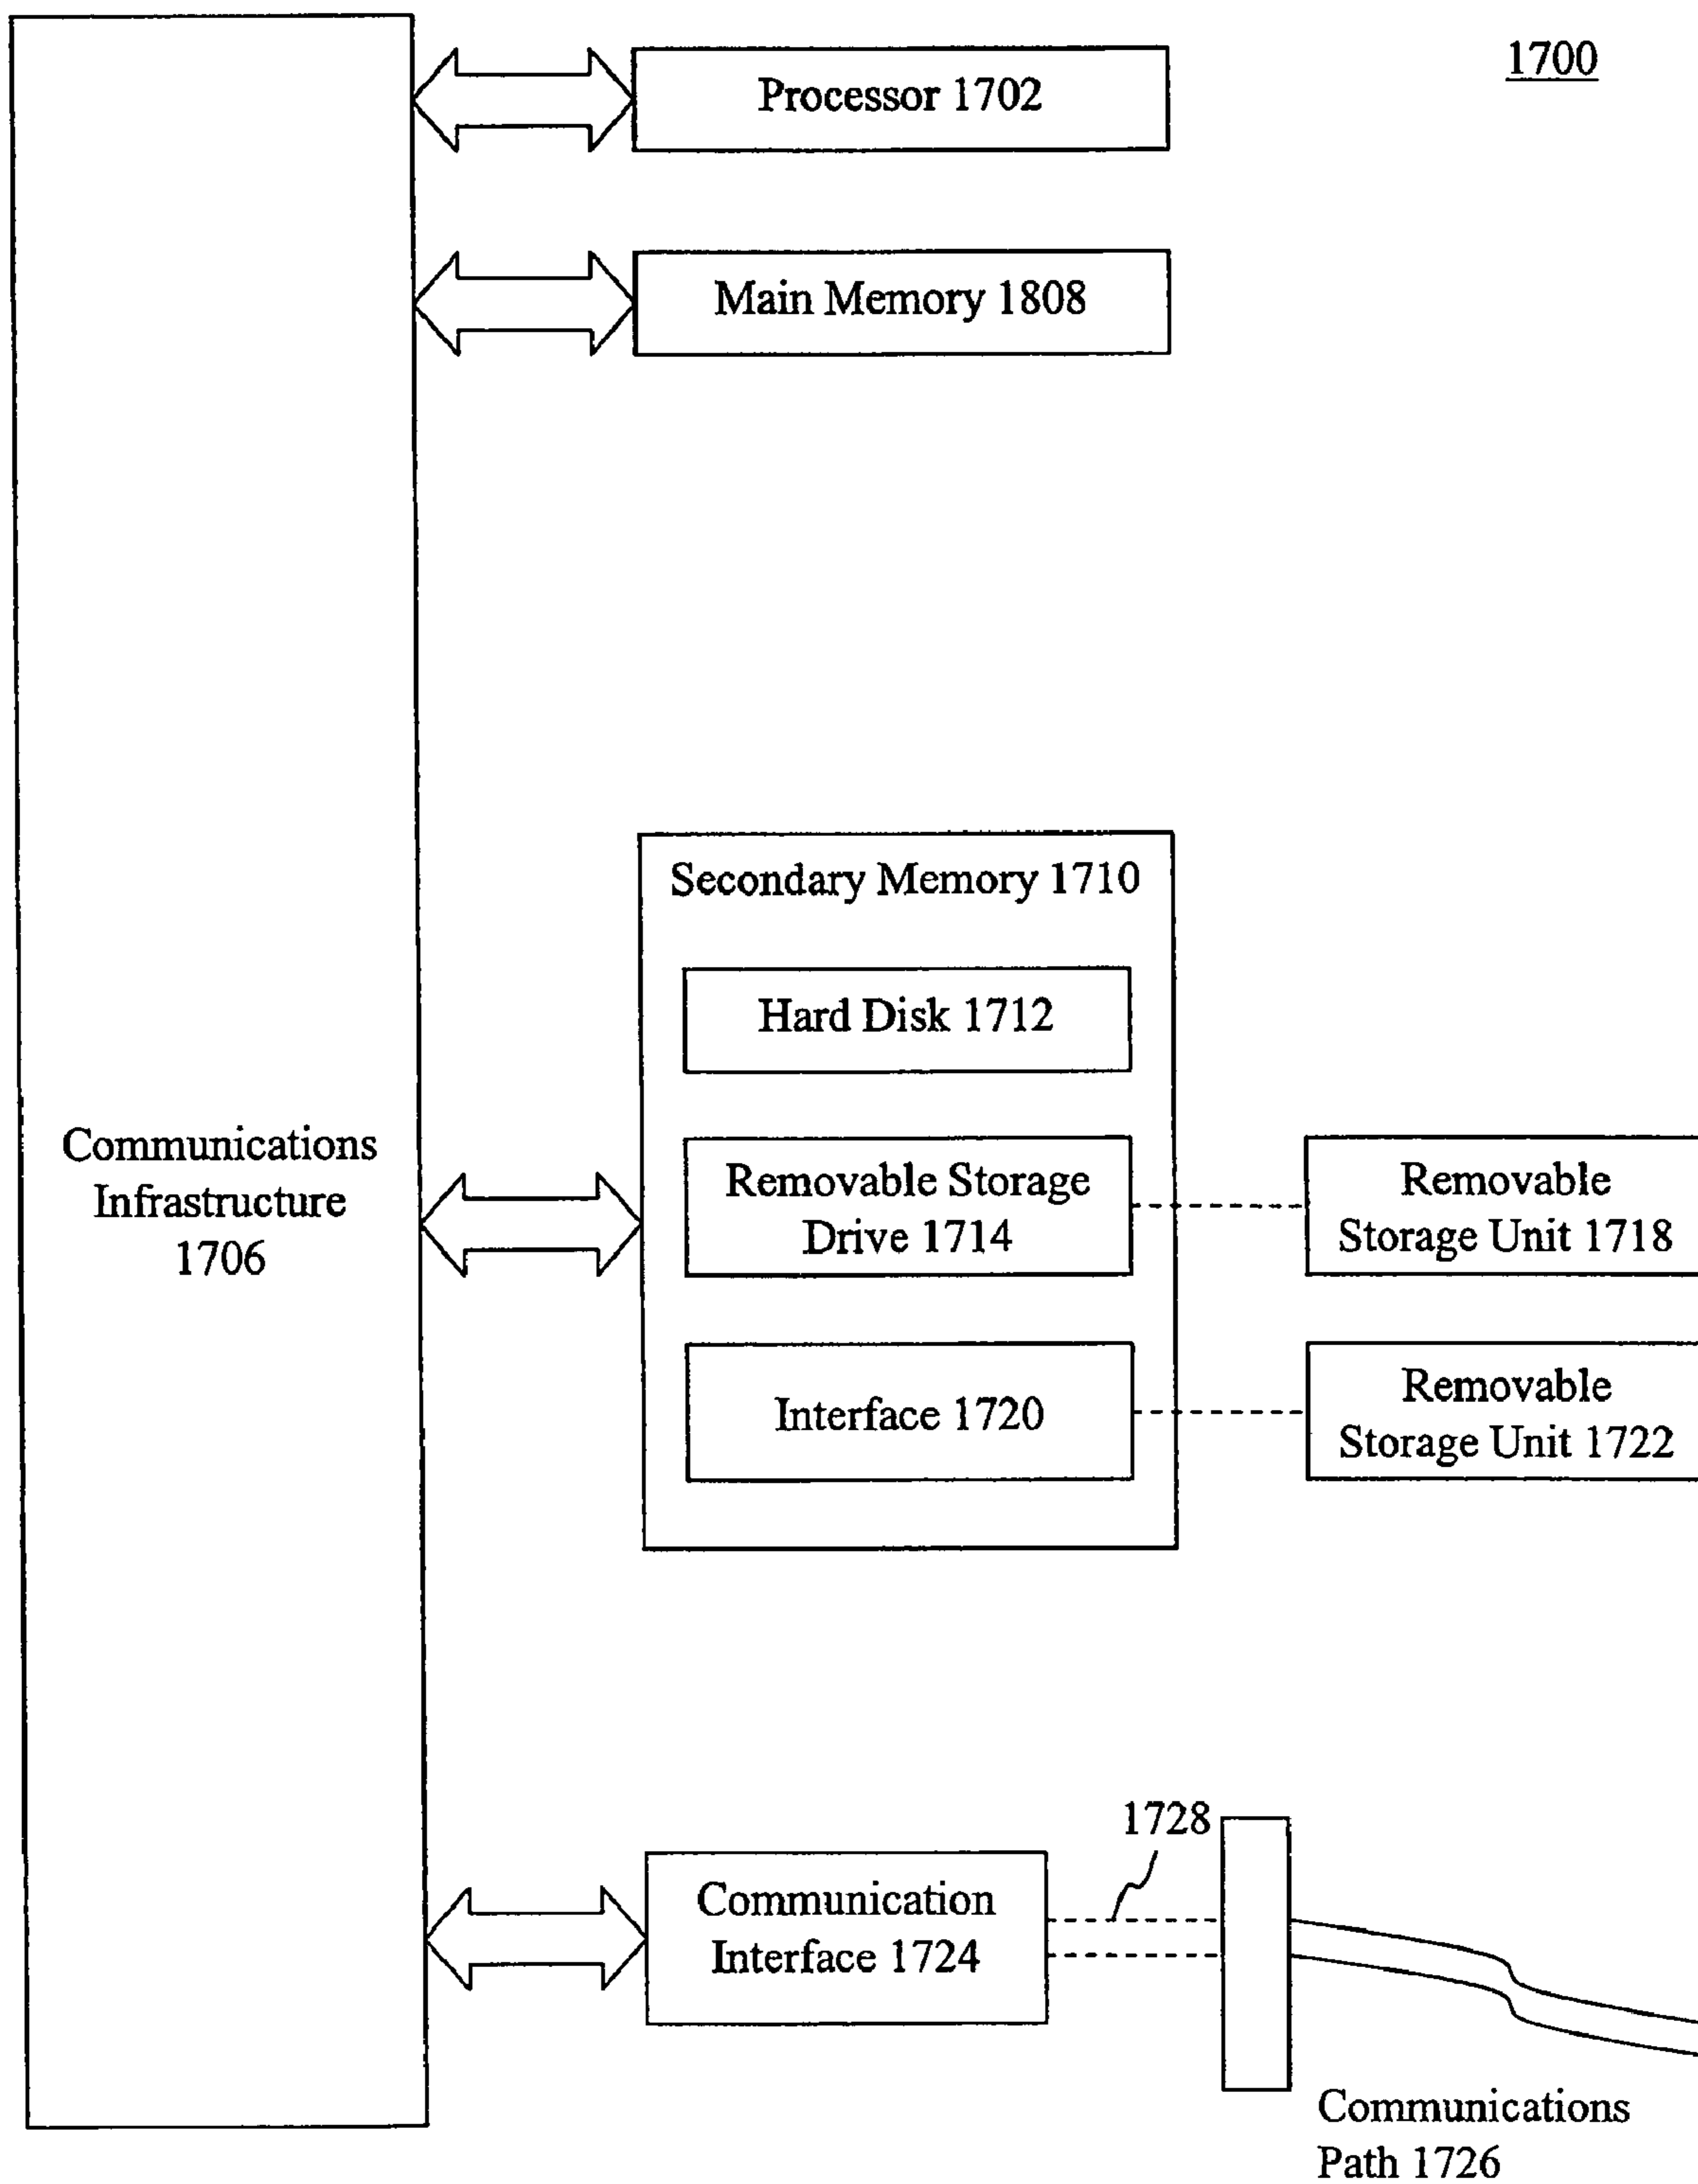 1700
Processor 1702
Main Memory 1808
Secondary Memory 1710
Hard Disk 1712
Communications
Infrastructure
1706
Removable Storage
Drive 1714
Removable
Storage Unit 1718
Interface 1720
Removable
Storage Unit 1722
1728
Communication
Interface 1724
Communications
Path 1726